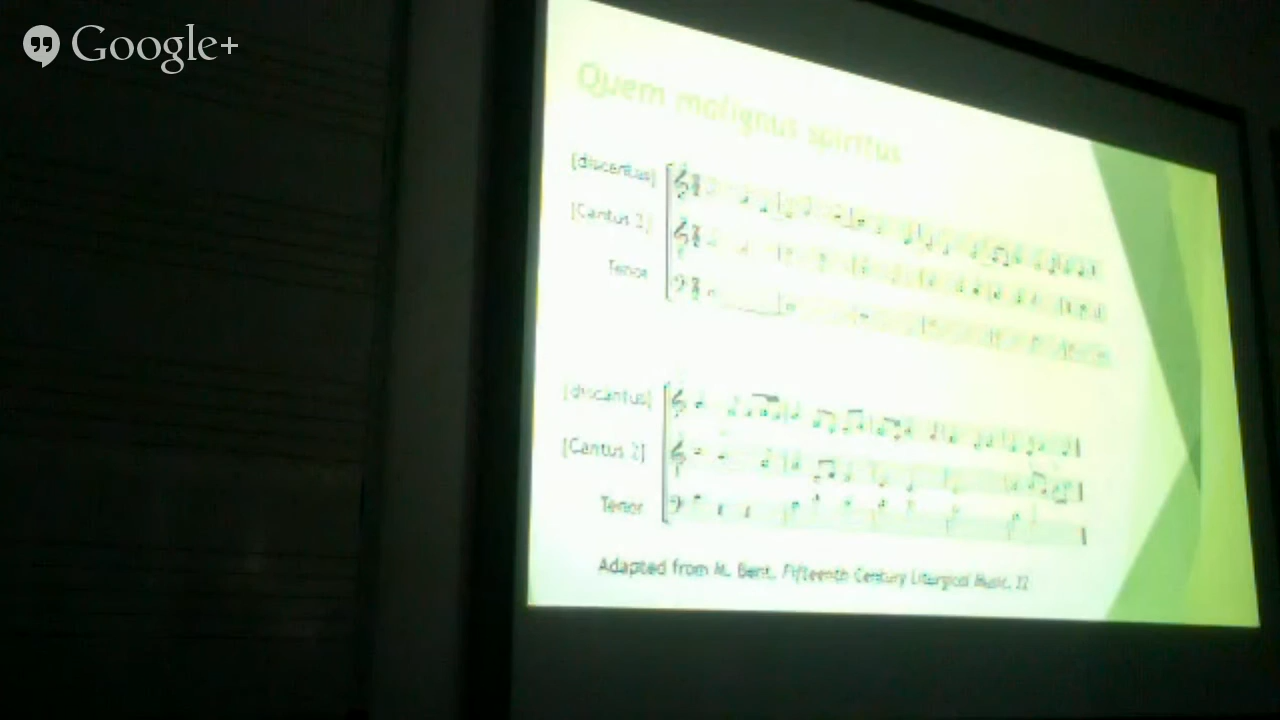 Google+
Quem malignus spiritus
[discantus]
[Cantus 2]
Tenor
[discantus]
[Cantus 2]
Tenor
Adapted from M. Bent, Fifteenth Century Liturgical Music, 12